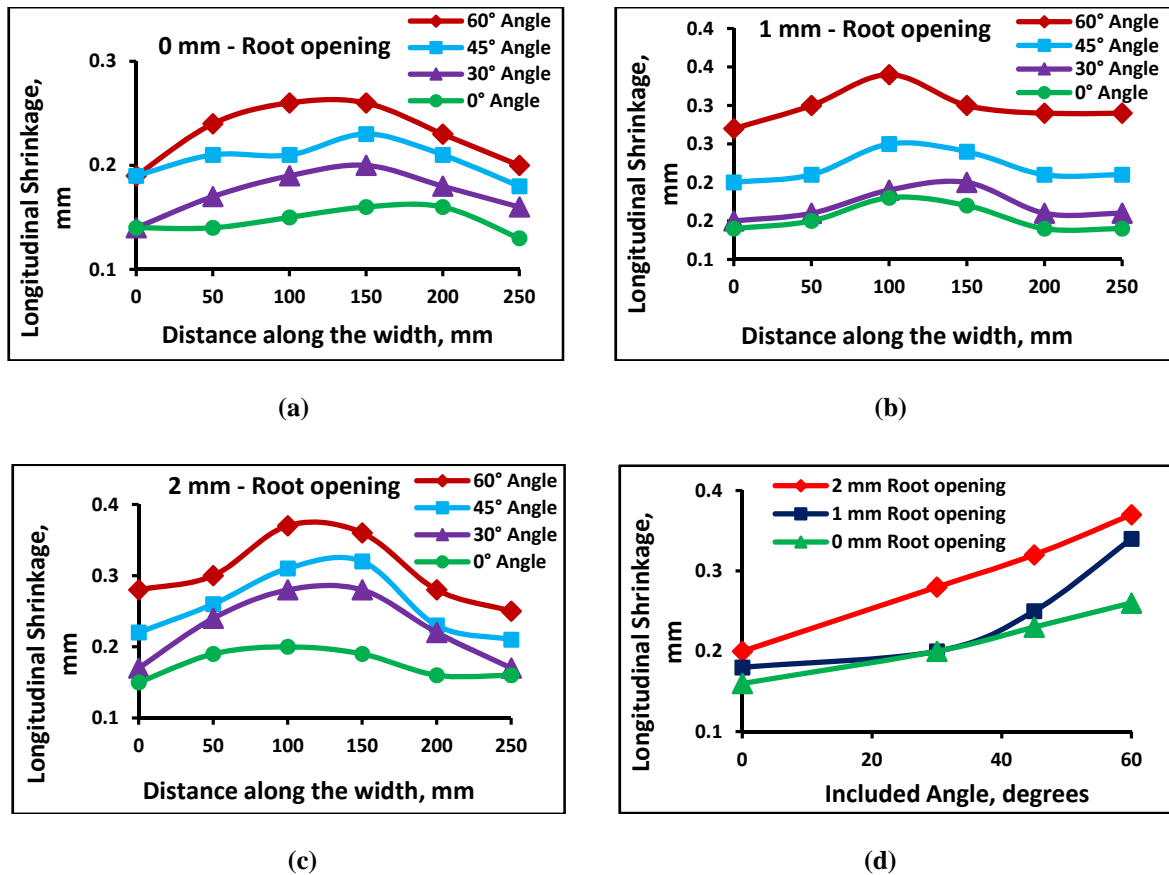 0 mm - Root opening
60° Angle
45° Angle
30° Angle
0° Angle
Longitudinal Shrinkage,
mm
0.3
0.2
0.1
0 50 100 150 200 250
Distance along the width, mm
(a)
1 mm - Root opening
60° Angle
45° Angle
30° Angle
0° Angle
Longitudinal Shrinkage,
mm
0.4
0.4
0.3
0.3
0.2
0.2
0.1
0 50 100 150 200 250
Distance along the width, mm
(b)
2 mm - Root opening
60° Angle
45° Angle
30° Angle
0° Angle
Longitudinal Shrinkage,
mm
0.4
0.3
0.2
0.1
0 50 100 150 200 250
Distance along the width, mm
(c)
2 mm Root opening
1 mm Root opening
0 mm Root opening
Longitudinal Shrinkage,
mm
0.4
0.3
0.2
0.1
0 20 40 60
Included Angle, degrees
(d)